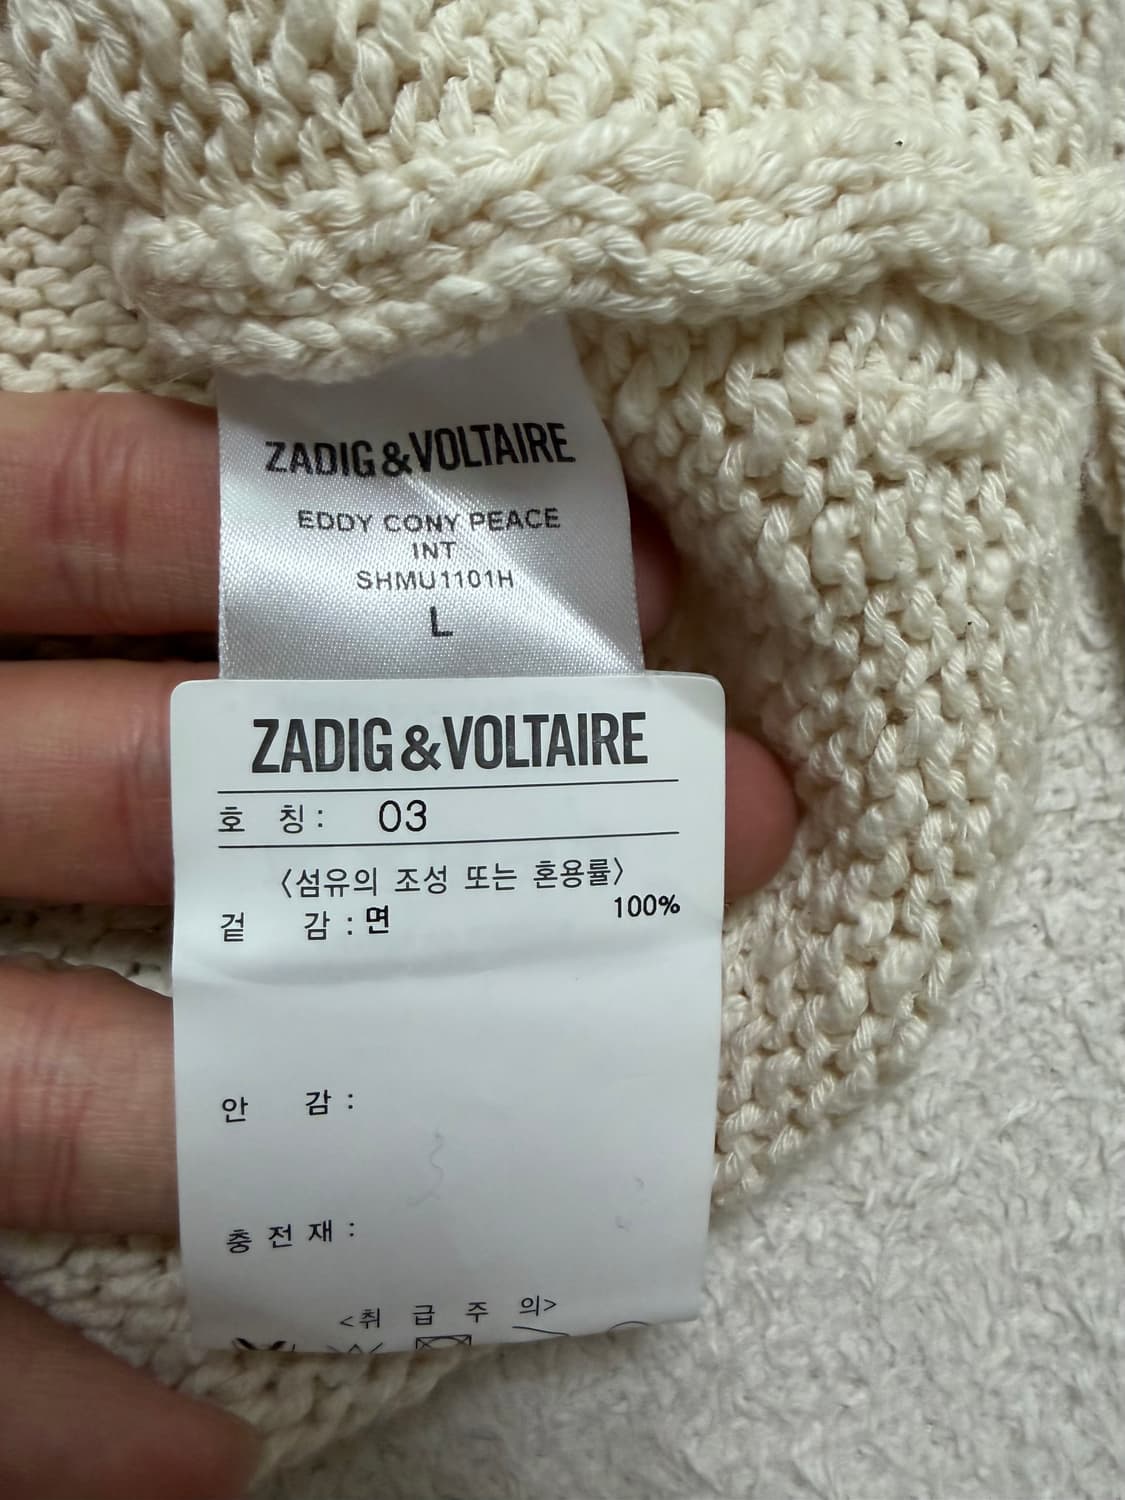 ZADIG&VOLTAIRE
EDDY CONY PEACE
INT
SHMU1101H
L
ZADIG&VOLTAIRE
호 칭 : 03
〈섬유의 조성 또는 혼용률〉
겉 감 : 면 100%
안 감 :
충 전 재 :
<취 급 주 의>